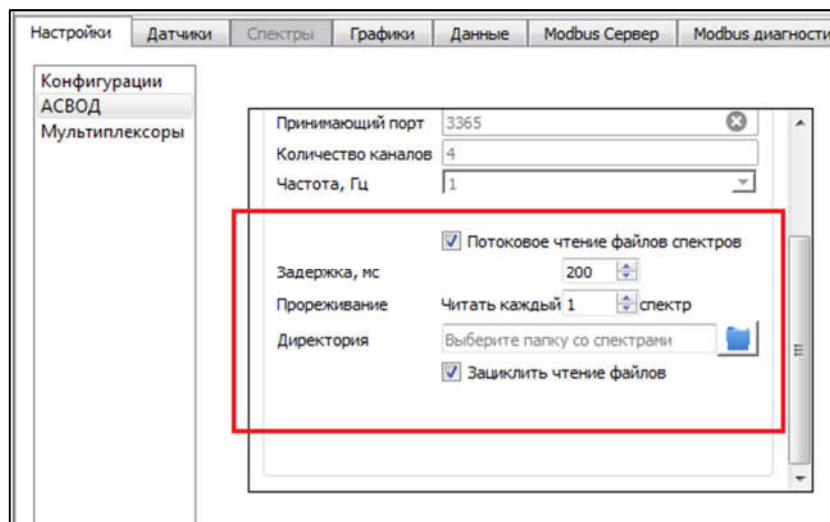 Настройки Датчики Спектры Графики Данные Modbus Сервер Modbus диагности
Конфигурации
АСВОД
Мультиплексоры
Принимающий порт 3365
Количество каналов 4
Частота, Гц 1
Потоковое чтение файлов спектров
Задержка, мс 200
Прореживание Читать каждый 1 спектр
Директория Выберите папку со спектрами
Зациклить чтение файлов